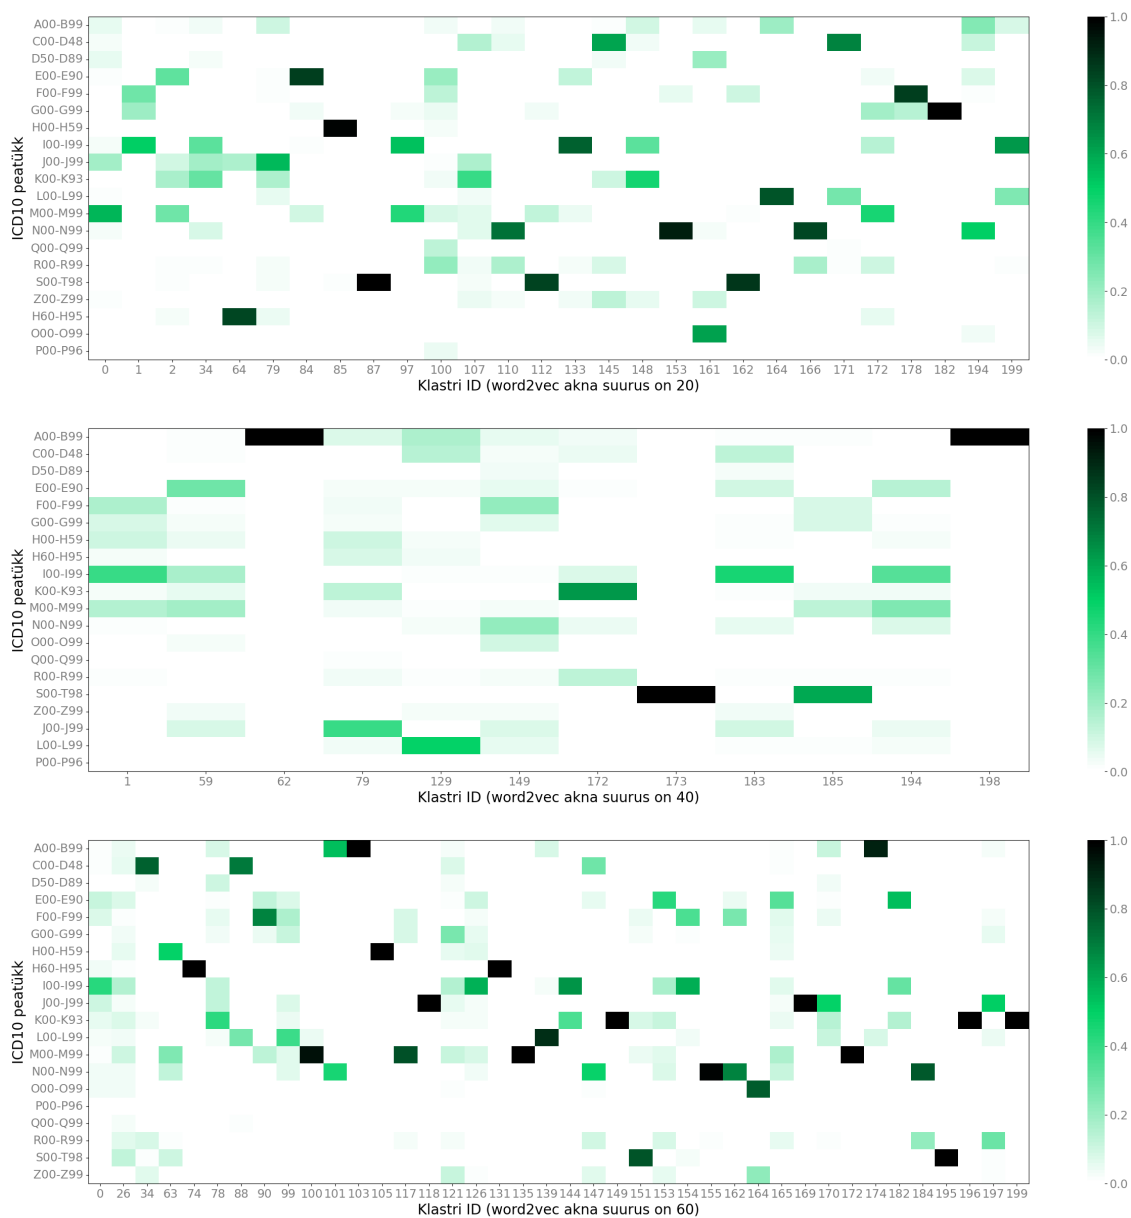 A00-B99
C00-D48
D50-D89
E00-E90
F00-F99
G00-G99
H00-H59
I00-I99
J00-J99
K00-K93
L00-L99
M00-M99
N00-N99
Q00-Q99
R00-R99
S00-T98
Z00-Z99
H60-H95
O00-O99
P00-P96
ICD10 peatükk
0 1 2 34 64 79 84 85 87 97 100 107 110 112 133 145 148 153 161 162 164 166 171 172 178 182 194 199
Klastri ID (word2vec akna suurus on 20)
1.0
0.8
0.6
0.4
0.2
0.0
A00-B99
C00-D48
D50-D89
E00-E90
F00-F99
G00-G99
H00-H59
H60-H95
I00-I99
K00-K93
M00-M99
N00-N99
O00-O99
Q00-Q99
R00-R99
S00-T98
Z00-Z99
J00-J99
L00-L99
P00-P96
ICD10 peatükk
1 59 62 79 129 149 172 173 183 185 194 198
Klastri ID (word2vec akna suurus on 40)
1.0
0.8
0.6
0.4
0.2
0.0
A00-B99
C00-D48
D50-D89
E00-E90
F00-F99
G00-G99
H00-H59
H60-H95
I00-I99
J00-J99
K00-K93
L00-L99
M00-M99
N00-N99
O00-O99
P00-P96
Q00-Q99
R00-R99
S00-T98
Z00-Z99
ICD10 peatükk
0 26 34 63 74 78 88 90 99 100 101 103 105 117 118 121 126 131 135 139 144 147 149 151 153 154 155 162 164 165 169 170 172 174 182 184 195 196 197 199
Klastri ID (word2vec akna suurus on 60)
1.0
0.8
0.6
0.4
0.2
0.0